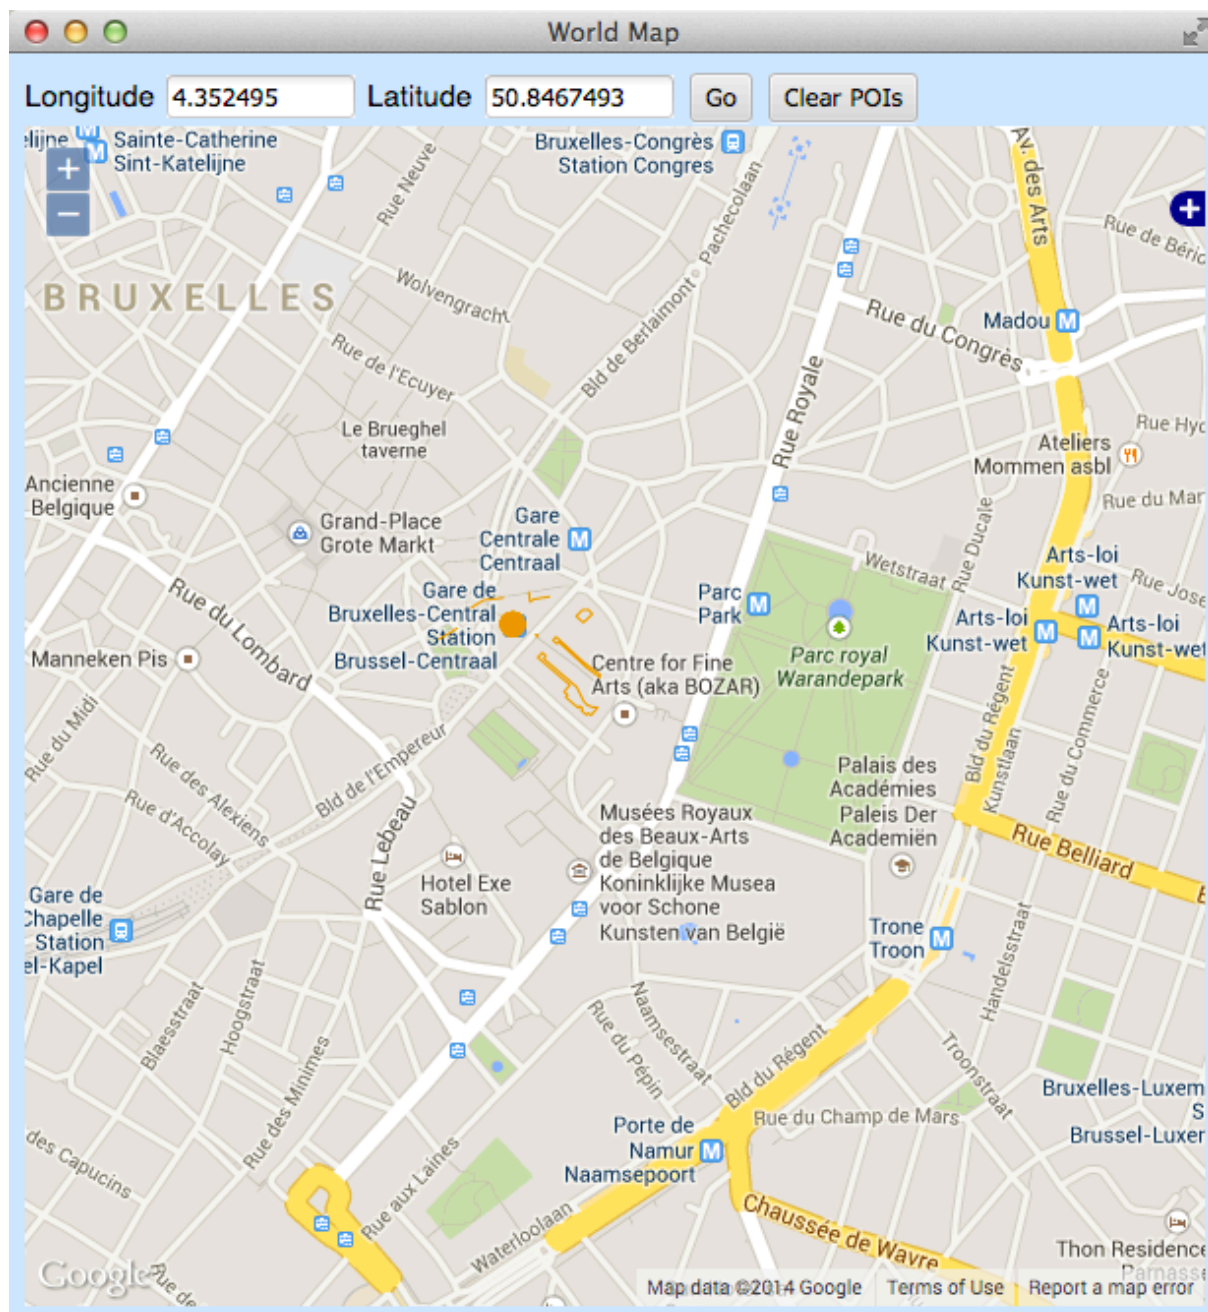 World Map
Longitude 4.352495 Latitude 50.8467493 Go Clear POIs
elijne
Sainte-Catherine
Sint-Katelijne
Rue Neuve
Bruxelles-Congrès
Station Congres
Av. des Arts
Rue de Béric
BRUXELLES
Wolvengracht
Bld de Berlaimont
Pachecolaan
Rue de l'Ecuyer
Rue du Congrès
Madou
Rue Royale
Le Brueghel
taverne
Rue Hyd
Ateliers
Mommen asbl
Ancienne
Belgique
Grand-Place
Grote Markt
Gare
Centrale
Centraal
Rue du Mar
Rue Ducale
Wetstraat
Arts-loi
Kunst-wet
Rue Jose
Gare de
Bruxelles-Central
Station
Brussel-Centraal
Parc
Park
Arts-loi
Kunst-wet
Arts-loi
Kunst-wet
Rue du Lombard
Manneken Pis
Centre for Fine
Arts (aka BOZAR)
Parc royal
Warandepark
Rue du Midi
Rue des Alexiens
Bld de l'Empereur
Bld du Régent
Kunstlaan
Rue du Commerce
Rue d'Accolay
Palais des
Académies
Paleis Der
Academiën
Rue Lebeau
Musées Royaux
des Beaux-Arts
de Belgique
Koninklijke Musea
voor Schone
Kunsten van België
Rue Belliard
Hotel Exe
Sablon
Gare de
Chapelle
Station
el-Kapel
Trone
Troon
Handelsstraat
Blaesstraat
Hoogstraat
Rue des Minimes
Naamsestraat
Rue du Pépin
Bld du Régent
Troonstraat
Bruxelles-Luxem
S
Brussel-Luxer
Rue du Champ de Mars
Porte de
Namur
Naamsepoort
des Capucins
Rue aux Laines
Waterloolaan
Chaussée de Wavre
Thon Residence
Parnasse
Google
Map data ©2014 Google Terms of Use Report a map error